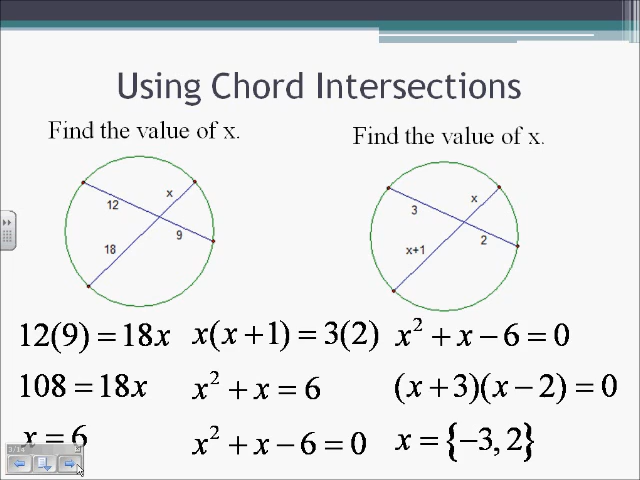 Using Chord Intersections
Find the value of x.
12
x
18
9
Find the value of x.
3
x
x+1
2
12(9) = 18x
108 = 18x
x = 6
x(x + 1) = 3(2)
x² + x = 6
x² + x − 6 = 0
x² + x − 6 = 0
(x + 3)(x − 2) = 0
x = {−3, 2}
3/14